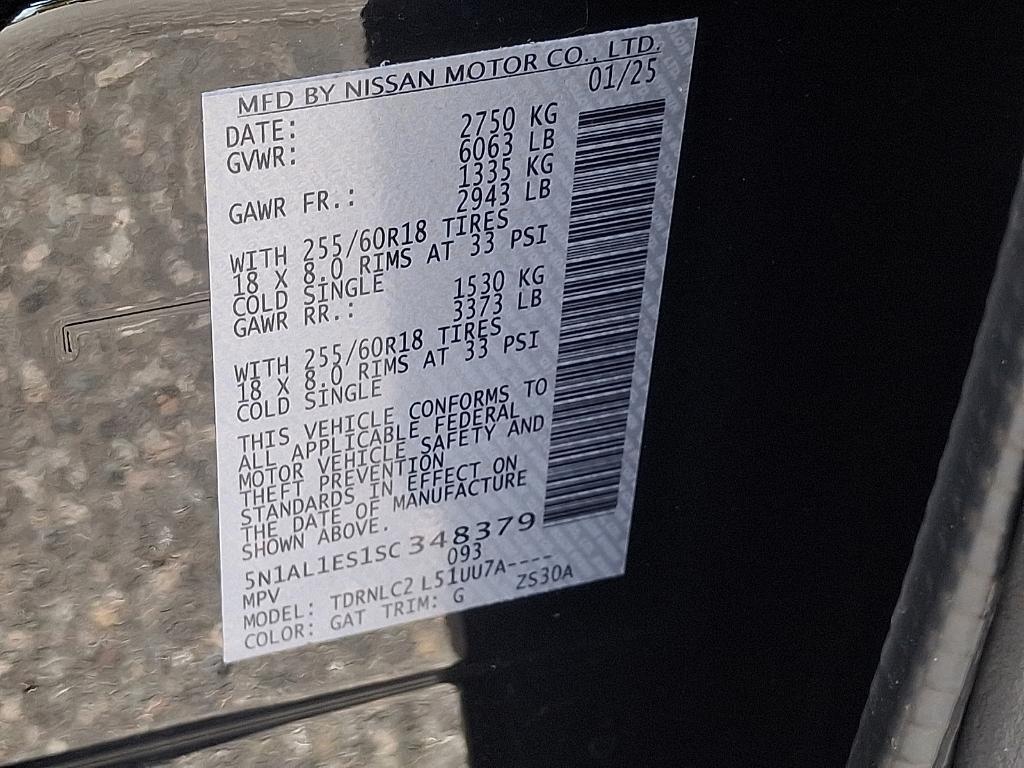 MFD BY NISSAN MOTOR CO., LTD.
DATE: 01/25
GVWR: 2750 KG
6063 LB
GAWR FR.: 1335 KG
2943 LB
WITH 255/60R18 TIRES
18 X 8.0 RIMS AT 33 PSI
COLD SINGLE
GAWR RR.: 1530 KG
3373 LB
WITH 255/60R18 TIRES
18 X 8.0 RIMS AT 33 PSI
COLD SINGLE
THIS VEHICLE CONFORMS TO
ALL APPLICABLE FEDERAL
MOTOR VEHICLE SAFETY AND
THEFT PREVENTION
STANDARDS IN EFFECT ON
THE DATE OF MANUFACTURE
SHOWN ABOVE.
5N1AL1ES1SC348379
MPV 093
MODEL: TDRNLC2 L51UU7A----
COLOR: GAT TRIM: G ZS30A